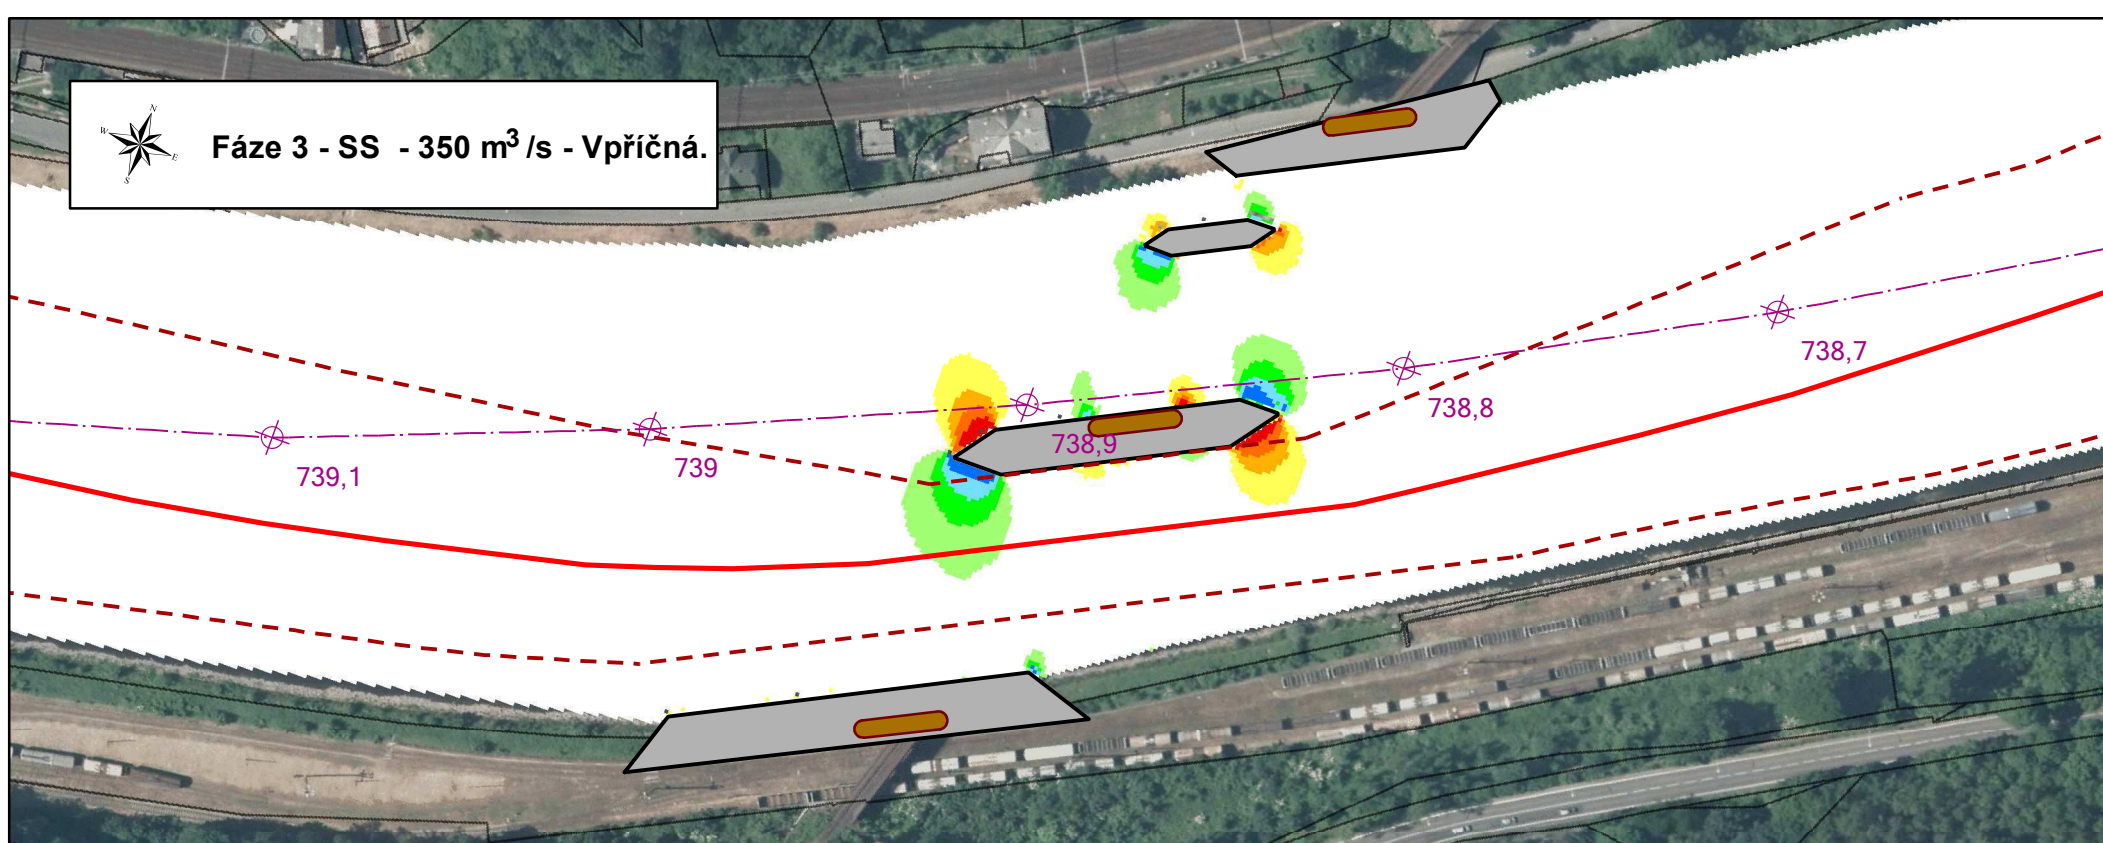 N
W
E
S
Fáze 3 - SS - 350 m³ /s - Vpříčná.
738,7
738,8
738,9
739
739,1